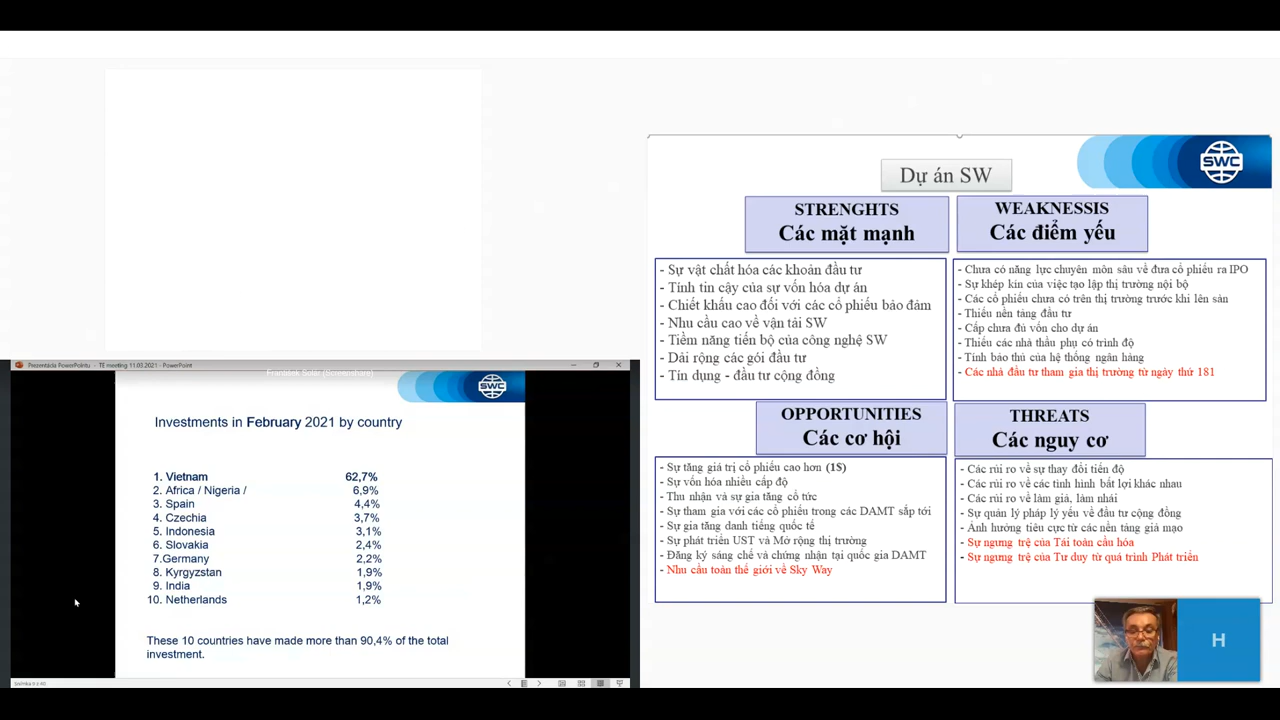 Prezentácia PowerPointu - TE meeting 11.03.2021 - PowerPoint
František Solár (Screenshare)
SWC
Investments in February 2021 by country
1. Vietnam 62,7%
2. Africa / Nigeria / 6,9%
3. Spain 4,4%
4. Czechia 3,7%
5. Indonesia 3,1%
6. Slovakia 2,4%
7.Germany 2,2%
8. Kyrgyzstan 1,9%
9. India 1,9%
10. Netherlands 1,2%
These 10 countries have made more than 90,4% of the total
investment.
SWC
Dự án SW
STRENGHTS
Các mặt mạnh
- Sự vật chất hóa các khoản đầu tư
- Tính tin cậy của sự vốn hóa dự án
- Chiết khấu cao đối với các cổ phiếu bảo đảm
- Nhu cầu cao về vận tải SW
- Tiềm năng tiến bộ của công nghệ SW
- Dải rộng các gói đầu tư
- Tín dụng - đầu tư cộng đồng
WEAKNESSIS
Các điểm yếu
- Chưa có năng lực chuyên môn sâu về đưa cổ phiếu ra IPO
- Sự khép kín của việc tạo lập thị trường nội bộ
- Các cổ phiếu chưa có trên thị trường trước khi lên sàn
- Thiếu nền tảng đầu tư
- Cấp chưa đủ vốn cho dự án
- Thiếu các nhà thầu phụ có trình độ
- Tính bảo thủ của hệ thống ngân hàng
- Các nhà đầu tư tham gia thị trường từ ngày thứ 181
OPPORTUNITIES
Các cơ hội
- Sự tăng giá trị cổ phiếu cao hơn (1$)
- Sự vốn hóa nhiều cấp độ
- Thu nhận và sự gia tăng cổ tức
- Sự tham gia với các cổ phiếu trong các DAMT sắp tới
- Sự gia tăng danh tiếng quốc tế
- Sự phát triển UST và Mở rộng thị trường
- Đăng ký sáng chế và chứng nhận tại quốc gia DAMT
- Nhu cầu toàn thế giới về Sky Way
THREATS
Các nguy cơ
- Các rủi ro về sự thay đổi tiến độ
- Các rủi ro về các tình hình bất lợi khác nhau
- Các rủi ro về làm giả, làm nhái
- Sự quản lý pháp lý yếu về đầu tư cộng đồng
- Ảnh hưởng tiêu cực từ các nền tảng giả mạo
- Sự ngưng trệ của Tái toàn cầu hóa
- Sự ngưng trệ của Tư duy từ quá trình Phát triển
H